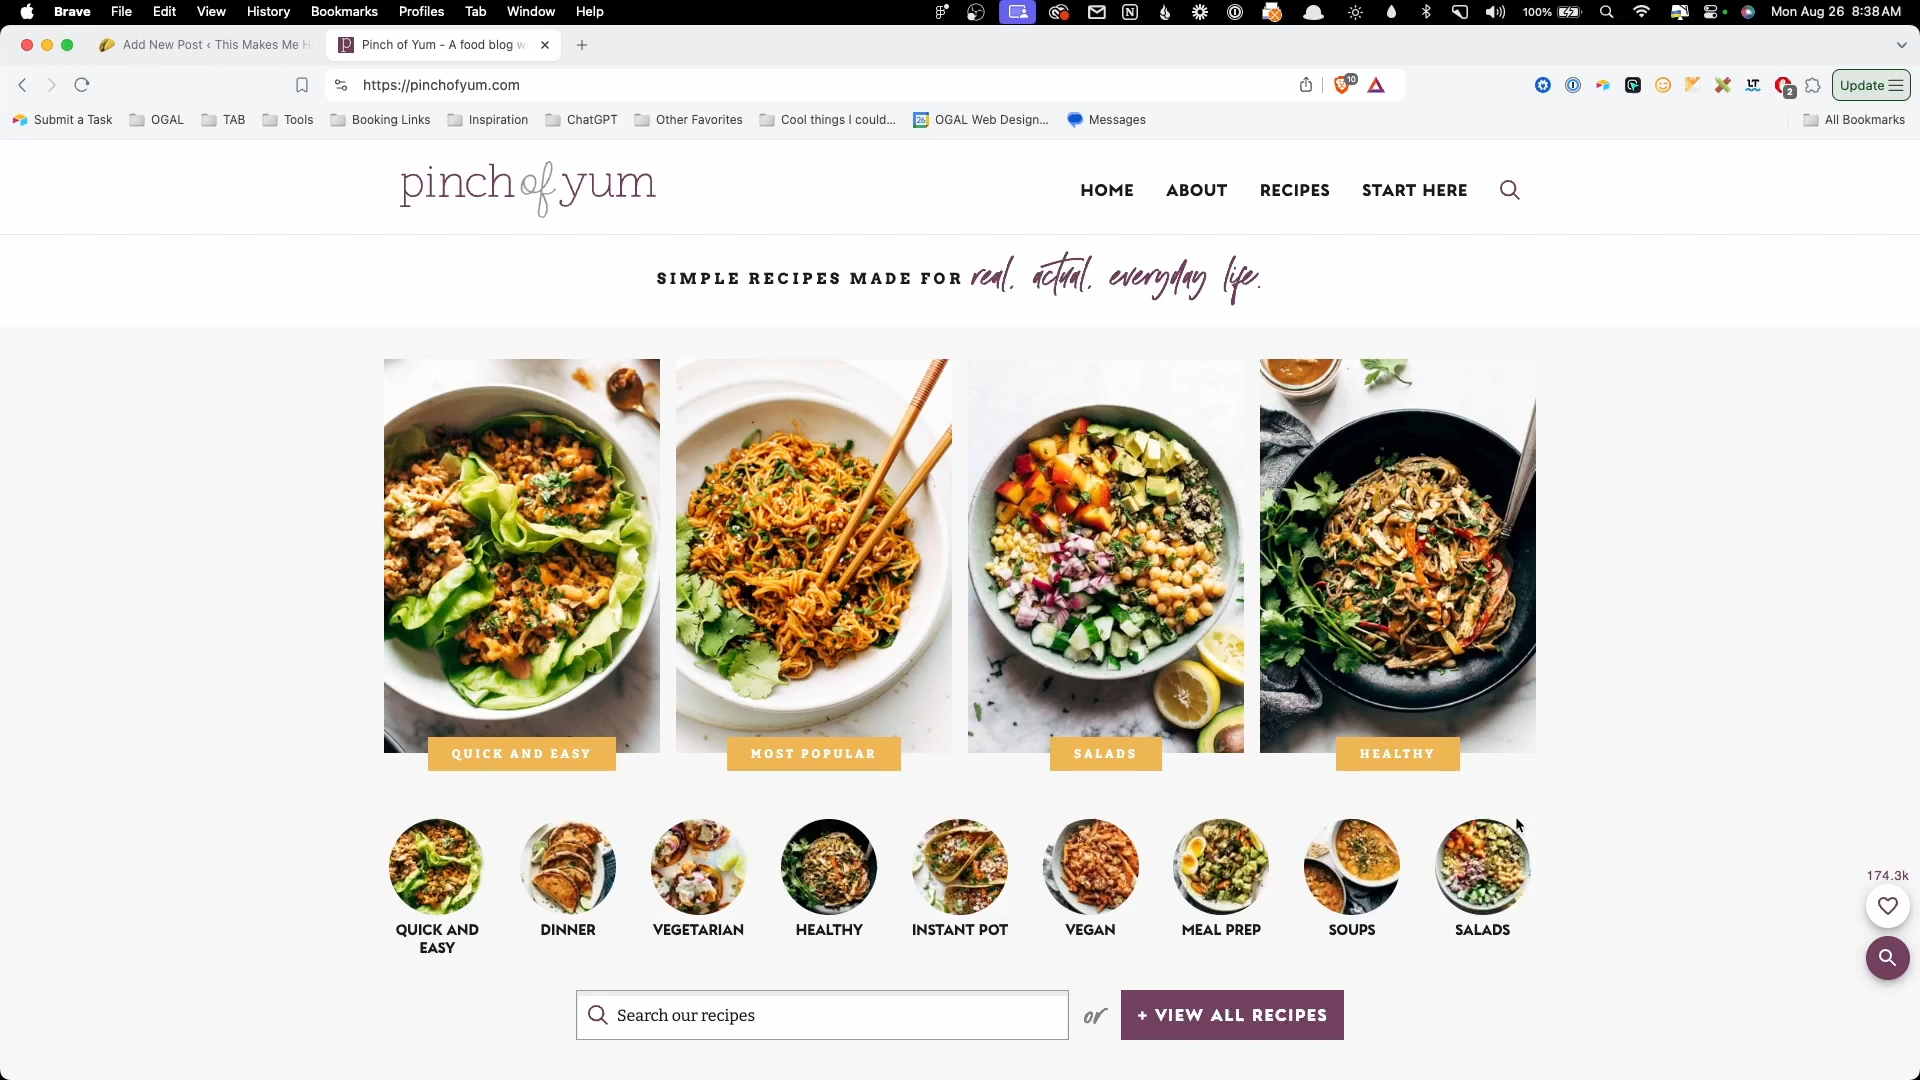 Brave File Edit View History Bookmarks Profiles Tab Window Help 100% Mon Aug 26 8:38 AM
Add New Post ‹ This Makes Me H
Pinch of Yum - A food blog w
https://pinchofyum.com
10
2
Update
Submit a Task OGAL TAB Tools Booking Links Inspiration ChatGPT Other Favorites Cool things I could... OGAL Web Design... Messages All Bookmarks
pinch of yum
HOME ABOUT RECIPES START HERE
SIMPLE RECIPES MADE FOR real. actual. everyday life.
QUICK AND EASY MOST POPULAR SALADS HEALTHY
QUICK AND DINNER VEGETARIAN HEALTHY INSTANT POT VEGAN MEAL PREP SOUPS SALADS
EASY
174.3k
Search our recipes or + VIEW ALL RECIPES